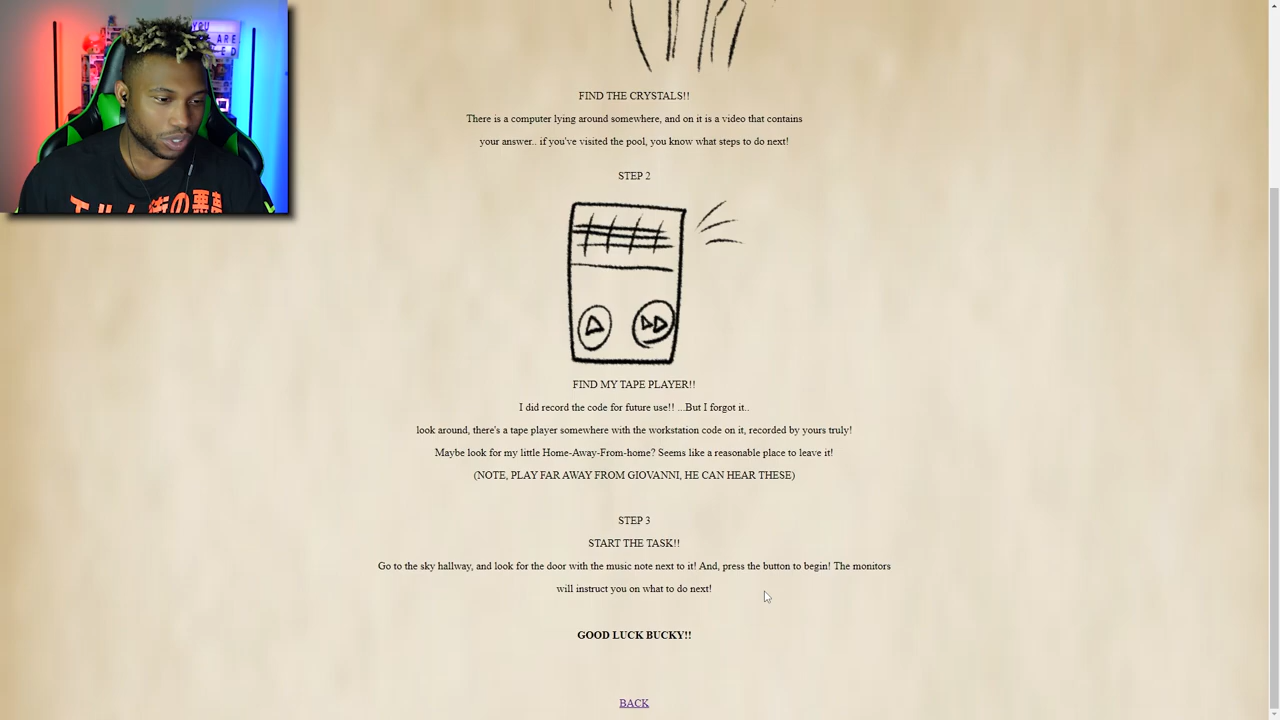 FIND THE CRYSTALS!!
There is a computer lying around somewhere, and on it is a video that contains
your answer.. if you've visited the pool, you know what steps to do next!
STEP 2
FIND MY TAPE PLAYER!!
I did record the code for future use!! ...But I forgot it..
look around, there's a tape player somewhere with the workstation code on it, recorded by yours truly!
Maybe look for my little Home-Away-From-home? Seems like a reasonable place to leave it!
(NOTE, PLAY FAR AWAY FROM GIOVANNI, HE CAN HEAR THESE)
STEP 3
START THE TASK!!
Go to the sky hallway, and look for the door with the music note next to it! And, press the button to begin! The monitors
will instruct you on what to do next!
GOOD LUCK BUCKY!!
BACK